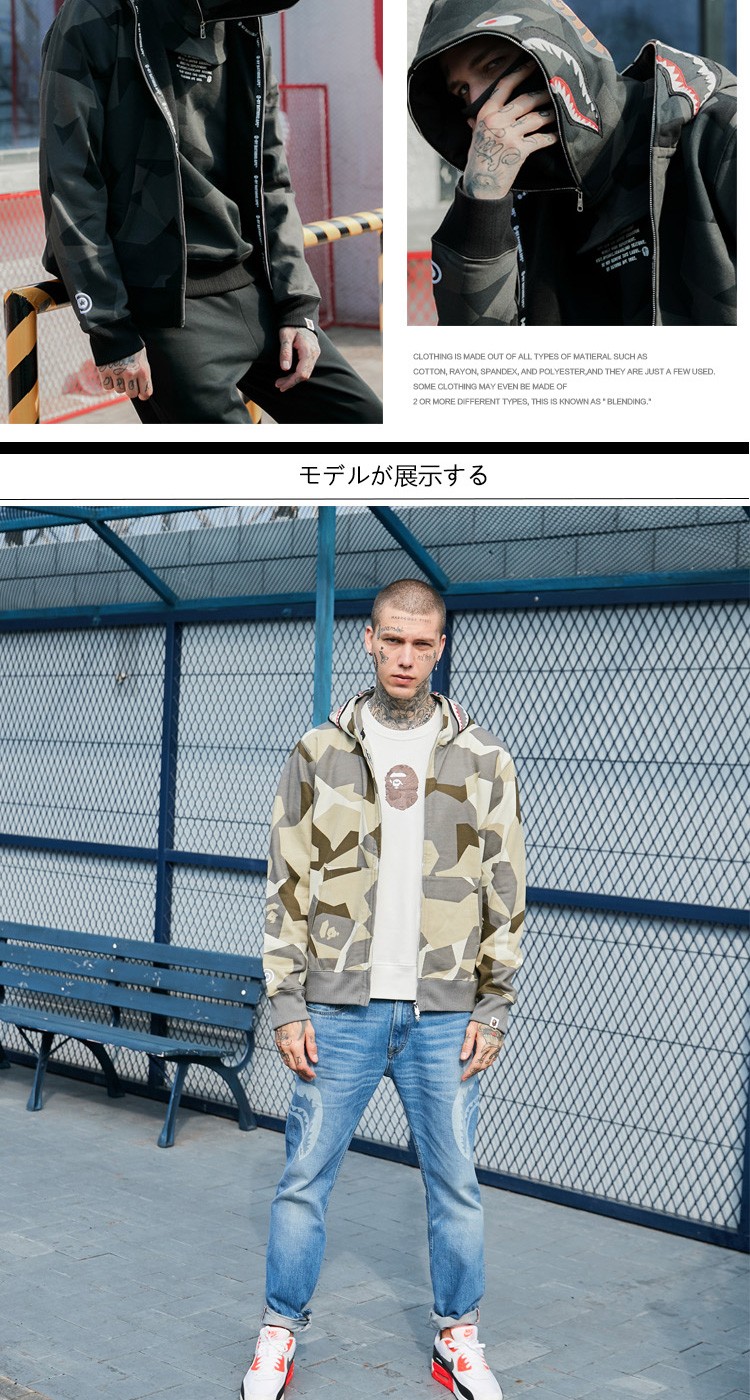 CLOTHING IS MADE OUT OF ALL TYPES OF MATIERAL SUCH AS
COTTON, RAYON, SPANDEX, AND POLYESTER,AND THEY ARE JUST A FEW USED.
SOME CLOTHING MAY EVEN BE MADE OF
2 OR MORE DIFFERENT TYPES, THIS IS KNOWN AS " BLENDING."
モデルが展示する